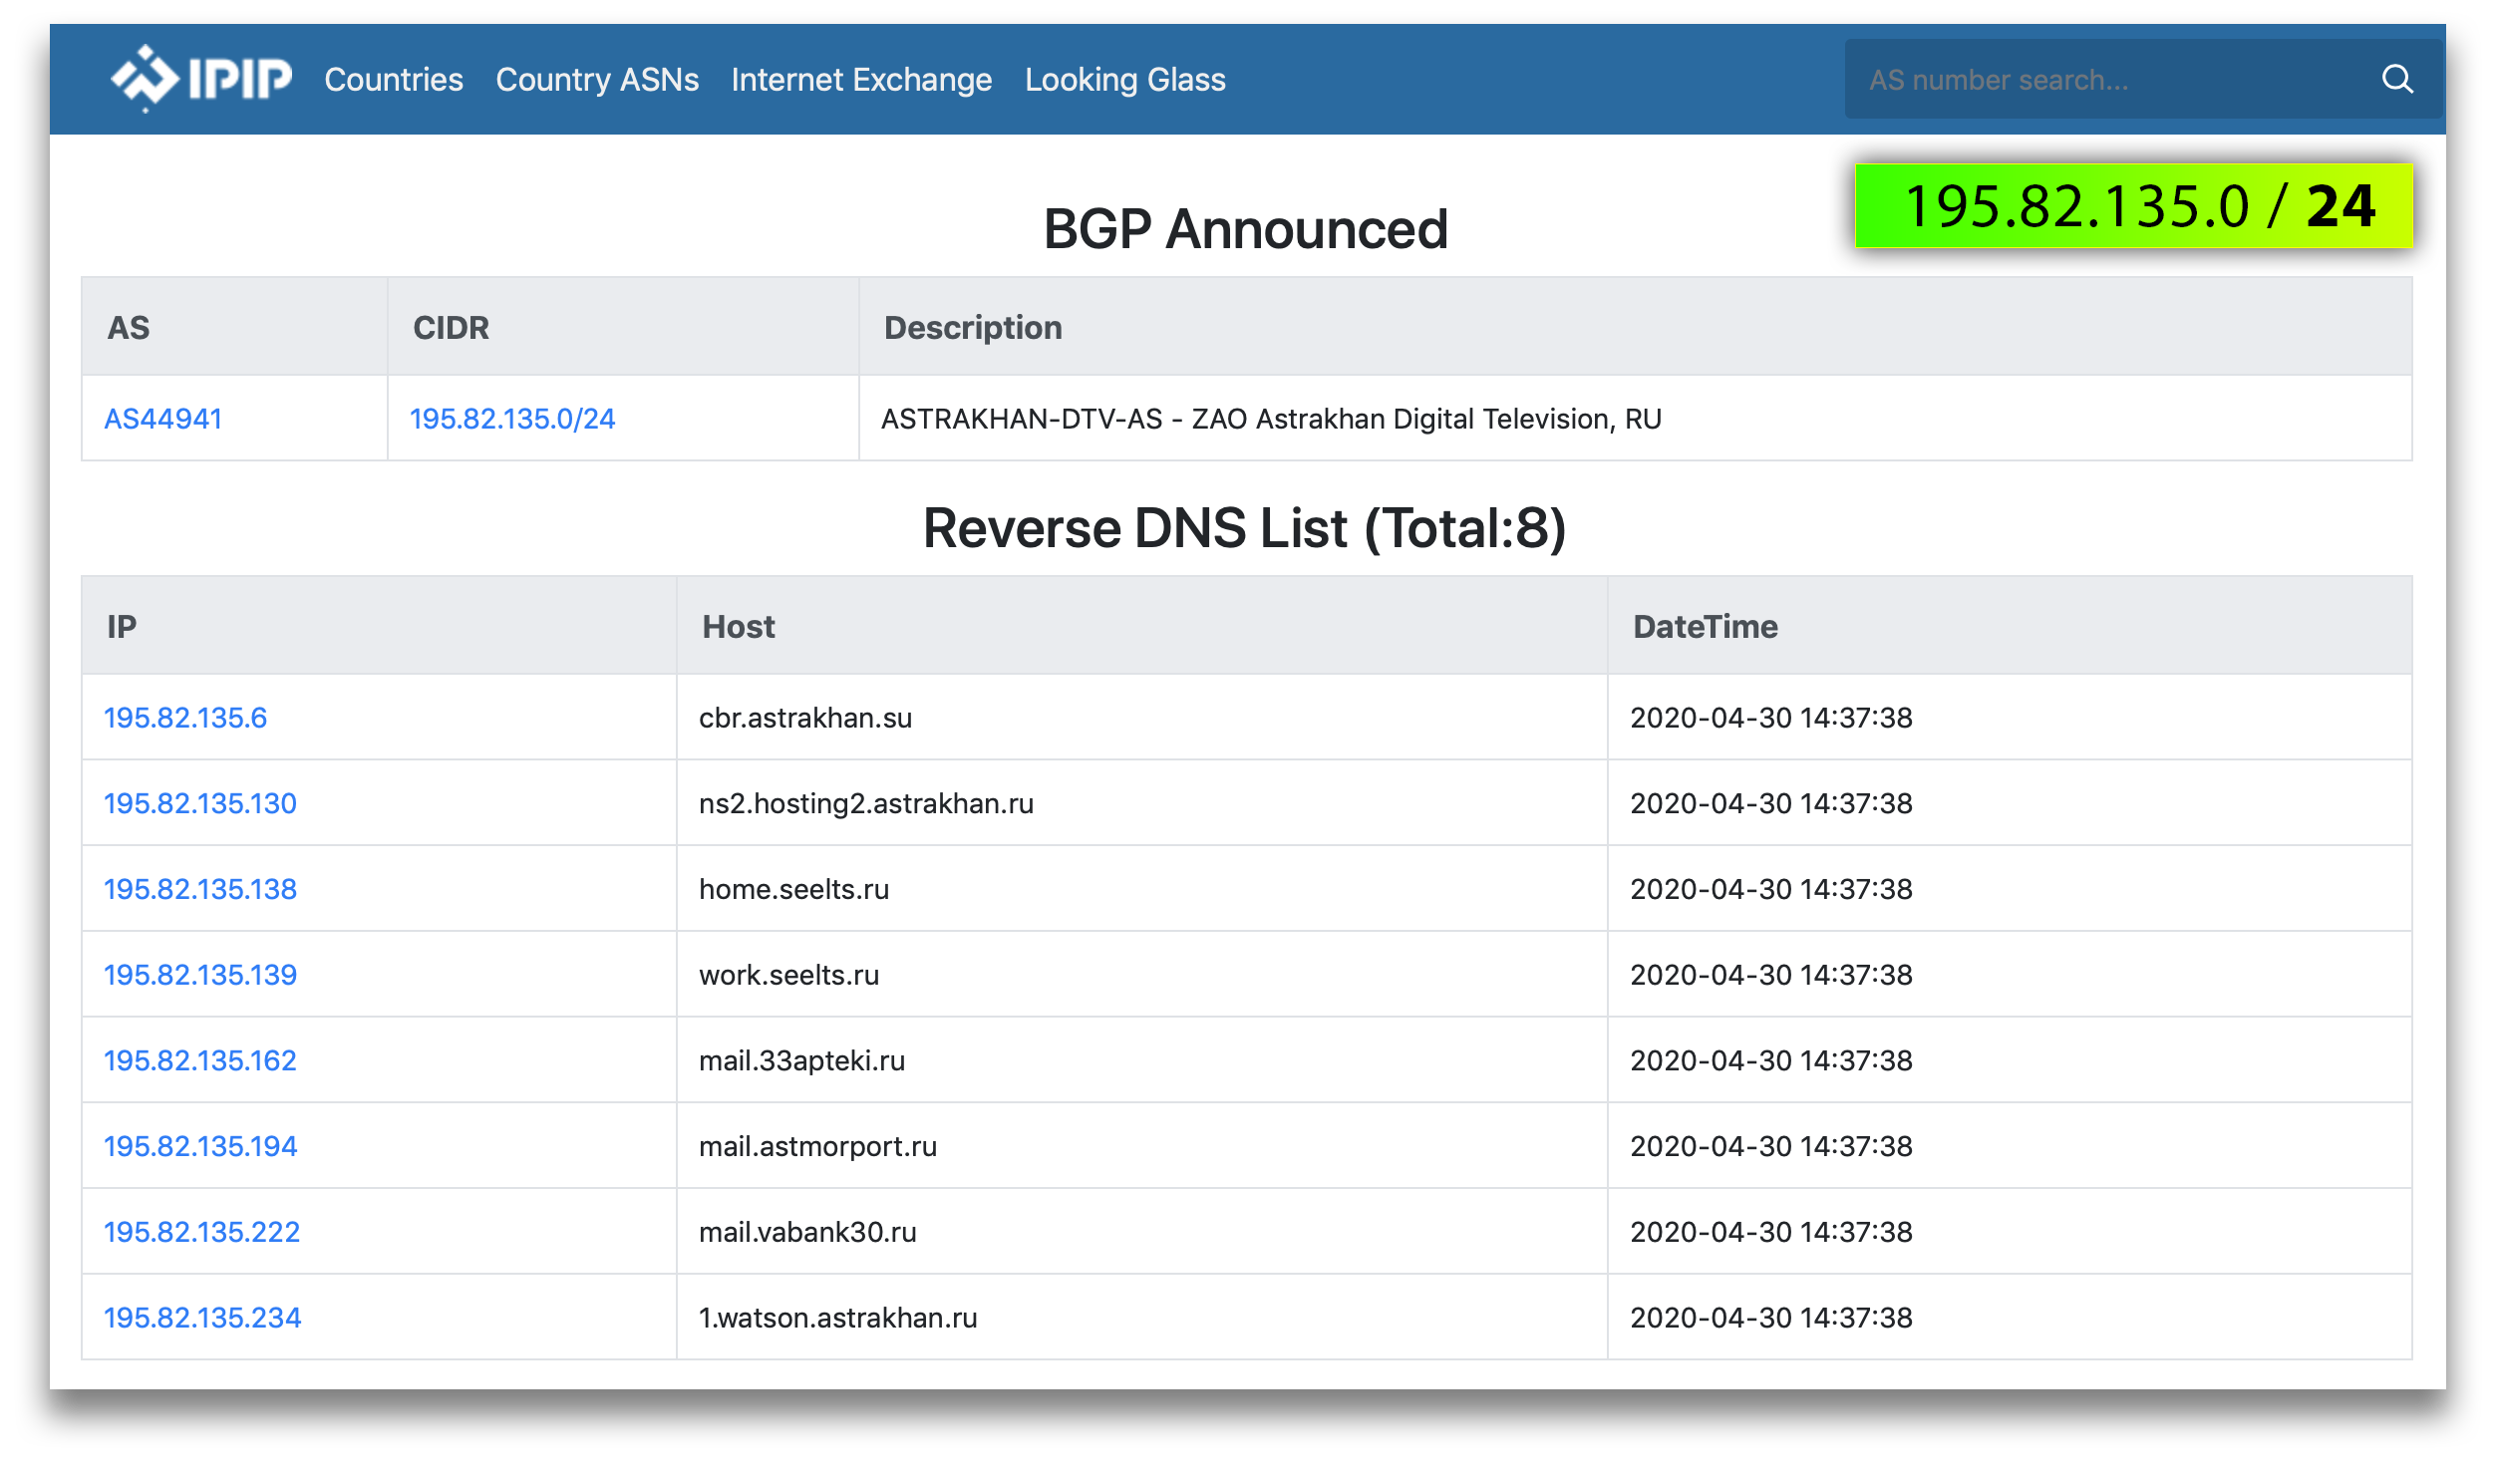 IPIP Countries Country ASNs Internet Exchange Looking Glass AS number search...
195.82.135.0 / 24
BGP Announced
AS CIDR Description
AS44941 195.82.135.0/24 ASTRAKHAN-DTV-AS - ZAO Astrakhan Digital Television, RU
Reverse DNS List (Total:8)
IP Host DateTime
195.82.135.6 cbr.astrakhan.su 2020-04-30 14:37:38
195.82.135.130 ns2.hosting2.astrakhan.ru 2020-04-30 14:37:38
195.82.135.138 home.seelts.ru 2020-04-30 14:37:38
195.82.135.139 work.seelts.ru 2020-04-30 14:37:38
195.82.135.162 mail.33apteki.ru 2020-04-30 14:37:38
195.82.135.194 mail.astmorport.ru 2020-04-30 14:37:38
195.82.135.222 mail.vabank30.ru 2020-04-30 14:37:38
195.82.135.234 1.watson.astrakhan.ru 2020-04-30 14:37:38